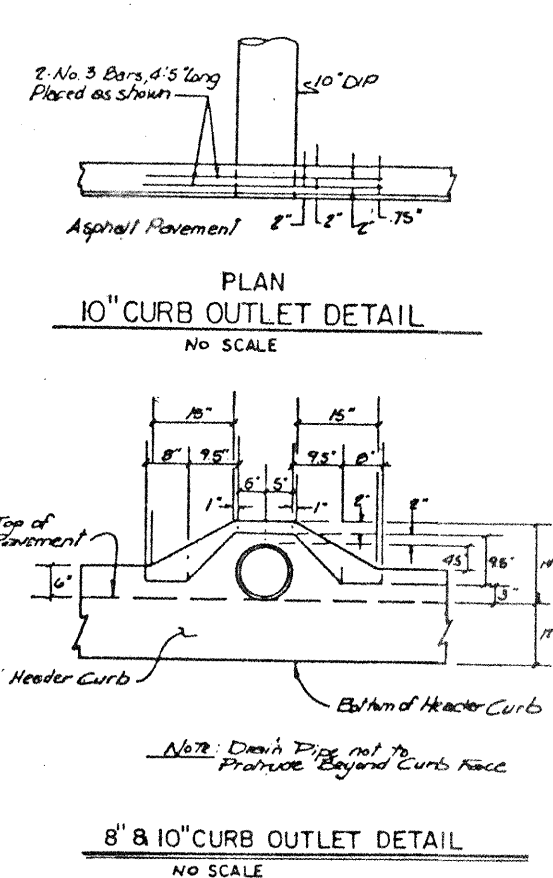 2-No. 3 Bars, 4'5" Long
Placed as shown
10" DIP
Asphalt Pavement
2"
2"
2"
.75"
PLAN
10" CURB OUTLET DETAIL
NO SCALE
15"
15"
8"
9.5"
9.5"
8"
6"
5"
1"
1"
2"
2"
Top of
Pavement
6"
4.5
9.5"
3"
Header Curb
Bottom of Header Curb
Note: Drain Pipe not to
Protrude Beyond Curb Face
8" & 10" CURB OUTLET DETAIL
NO SCALE